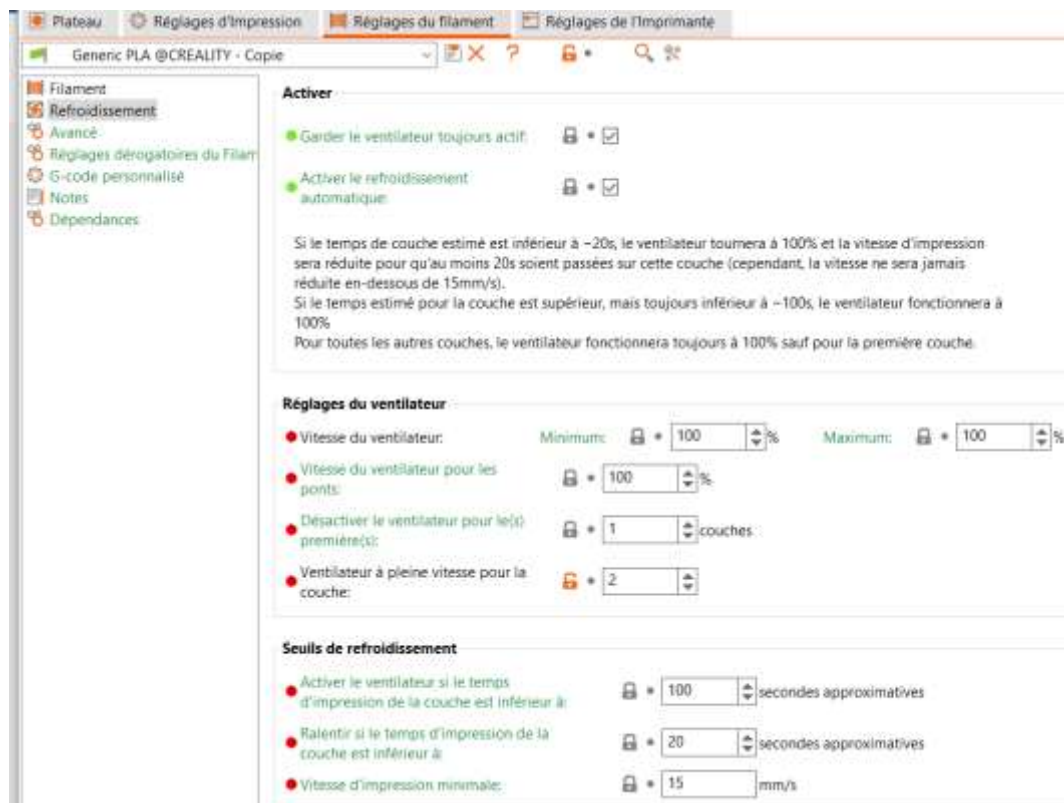 Plateau Réglages d'Impression Réglages du filament Réglages de l'Imprimante
Generic PLA @CREALITY - Copie ?
Filament
Refroidissement
Avancé
Réglages dérogatoires du Filam
G-code personnalisé
Notes
Dépendances
Activer
Garder le ventilateur toujours actif:
Activer le refroidissement
automatique:
Si le temps de couche estimé est inférieur à ~20s, le ventilateur tournera à 100% et la vitesse d'impression
sera réduite pour qu'au moins 20s soient passées sur cette couche (cependant, la vitesse ne sera jamais
réduite en-dessous de 15mm/s).
Si le temps estimé pour la couche est supérieur, mais toujours inférieur à ~100s, le ventilateur fonctionnera à
100%
Pour toutes les autres couches, le ventilateur fonctionnera toujours à 100% sauf pour la première couche.
Réglages du ventilateur
Vitesse du ventilateur: Minimum: 100 % Maximum: 100 %
Vitesse du ventilateur pour les
ponts: 100 %
Désactiver le ventilateur pour le(s)
première(s): 1 couches
Ventilateur à pleine vitesse pour la
couche: 2
Seuils de refroidissement
Activer le ventilateur si le temps
d'impression de la couche est inférieur à: 100 secondes approximatives
Ralentir si le temps d'impression de la
couche est inférieur à: 20 secondes approximatives
Vitesse d'impression minimale: 15 mm/s